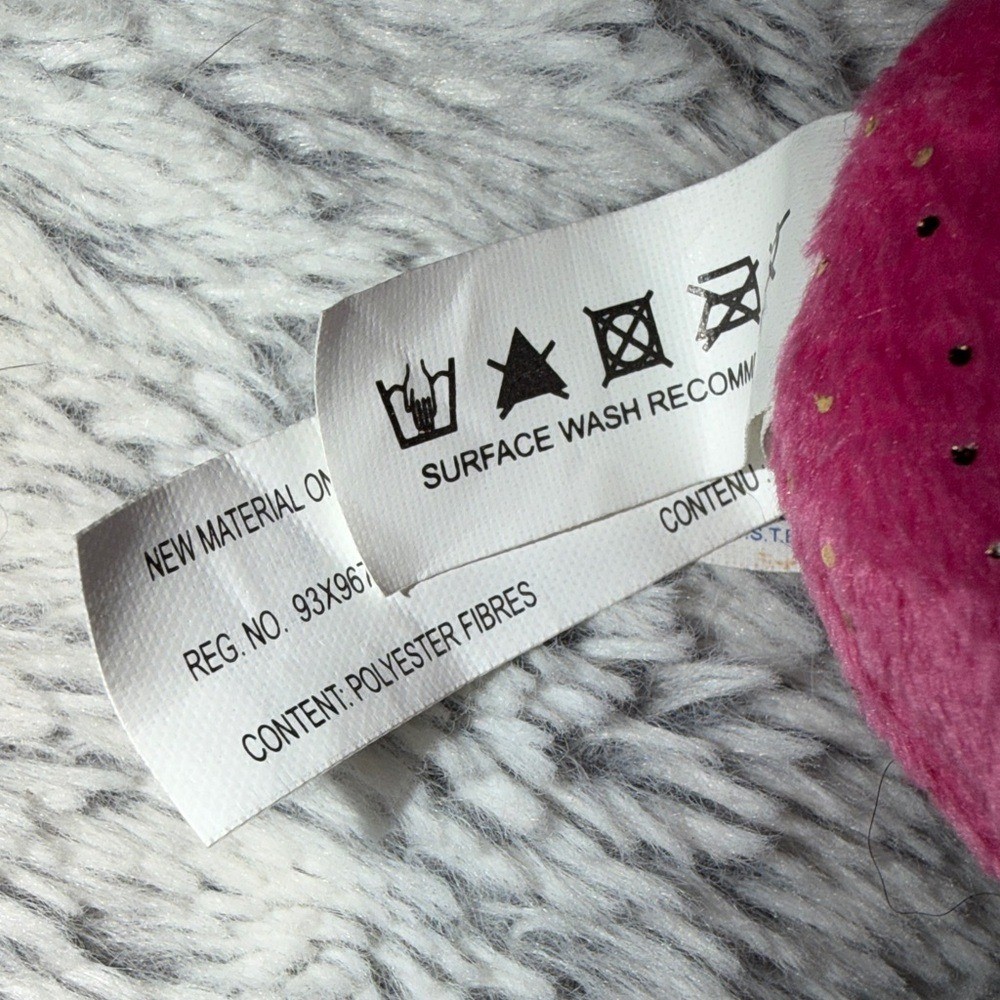 SURFACE WASH RECOMM
NEW MATERIAL ON
REG. NO. 93X967
CONTENT: POLYESTER FIBRES
CONTENU
S.T.E